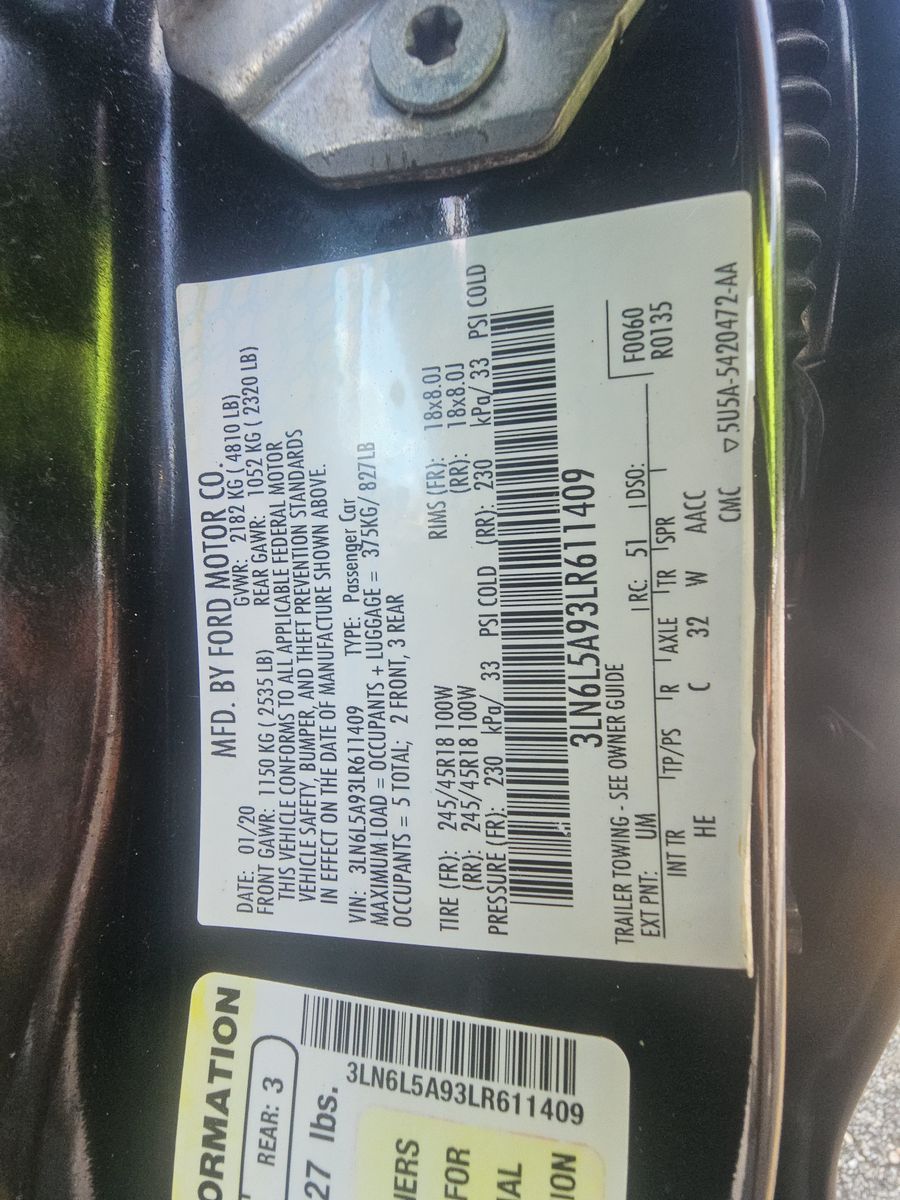 MFD. BY FORD MOTOR CO.
DATE: 01/20 GVWR: 2182 KG ( 4810 LB)
FRONT GAWR: 1150 KG ( 2535 LB) REAR GAWR: 1052 KG ( 2320 LB)
THIS VEHICLE CONFORMS TO ALL APPLICABLE FEDERAL MOTOR
VEHICLE SAFETY, BUMPER, AND THEFT PREVENTION STANDARDS
IN EFFECT ON THE DATE OF MANUFACTURE SHOWN ABOVE.
VIN: 3LN6L5A93LR611409 TYPE: Passenger Car
MAXIMUM LOAD = OCCUPANTS + LUGGAGE = 375KG/ 827LB
OCCUPANTS = 5 TOTAL, 2 FRONT, 3 REAR
TIRE (FR): 245/45R18 100W RIMS (FR): 18x8.0J
(RR): 245/45R18 100W (RR): 18x8.0J
PRESSURE (FR): 230 kPa/ 33 PSI COLD (RR): 230 kPa/ 33 PSI COLD
3LN6L5A93LR611409
TRAILER TOWING - SEE OWNER GUIDE
EXT PNT: UM RC: 51 DSO: F0060
R0135
INT TR TP/PS R AXLE TR SPR
HE C 32 W AACC
CMC ▽5U5A-5420472-AA
ORMATION
REAR: 3
27 lbs.
3LN6L5A93LR611409
NERS
FOR
AL
ION